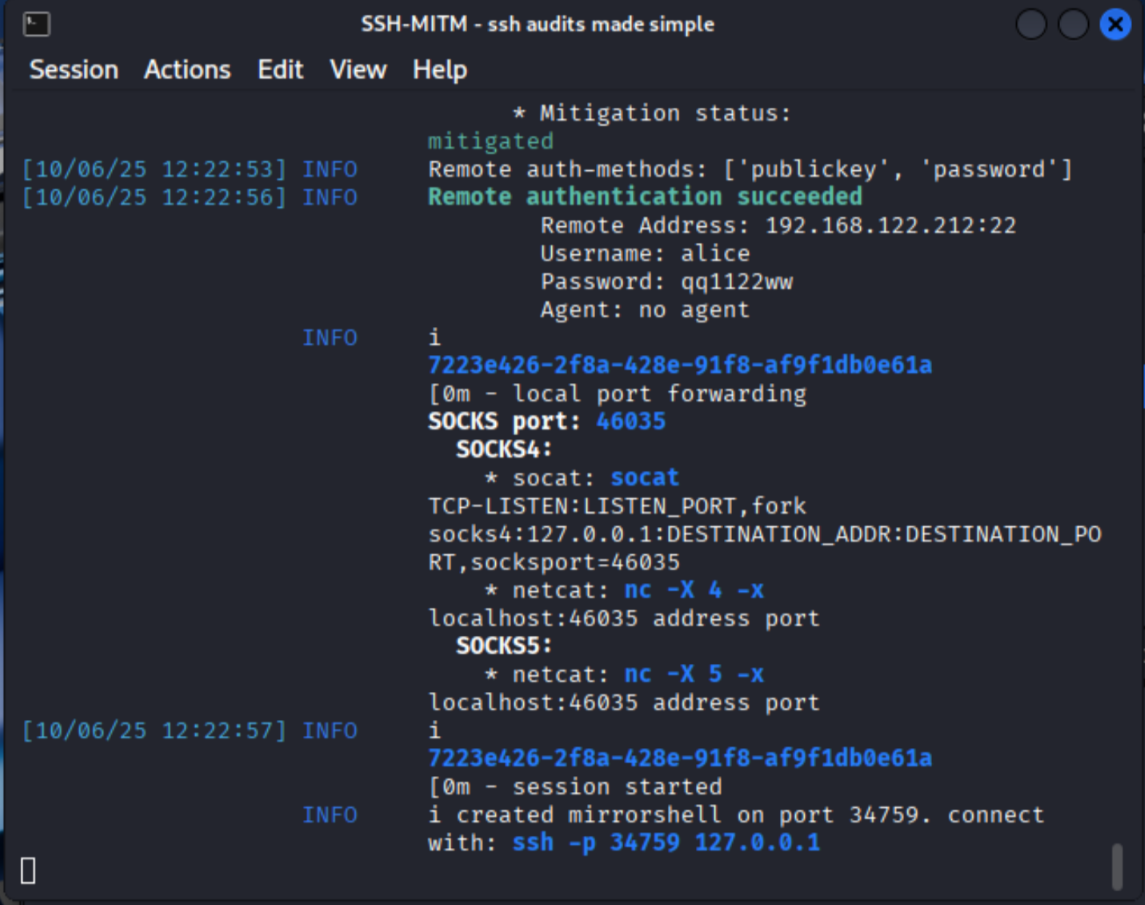 SSH-MITM - ssh audits made simple
Session Actions Edit View Help
* Mitigation status:
mitigated
[10/06/25 12:22:53] INFO Remote auth-methods: ['publickey', 'password']
[10/06/25 12:22:56] INFO Remote authentication succeeded
Remote Address: 192.168.122.212:22
Username: alice
Password: qq1122ww
Agent: no agent
INFO i
7223e426-2f8a-428e-91f8-af9f1db0e61a
[0m - local port forwarding
SOCKS port: 46035
SOCKS4:
* socat: socat
TCP-LISTEN:LISTEN_PORT,fork
socks4:127.0.0.1:DESTINATION_ADDR:DESTINATION_PO
RT,socksport=46035
* netcat: nc -X 4 -x
localhost:46035 address port
SOCKS5:
* netcat: nc -X 5 -x
localhost:46035 address port
[10/06/25 12:22:57] INFO i
7223e426-2f8a-428e-91f8-af9f1db0e61a
[0m - session started
INFO i created mirrorshell on port 34759. connect
with: ssh -p 34759 127.0.0.1